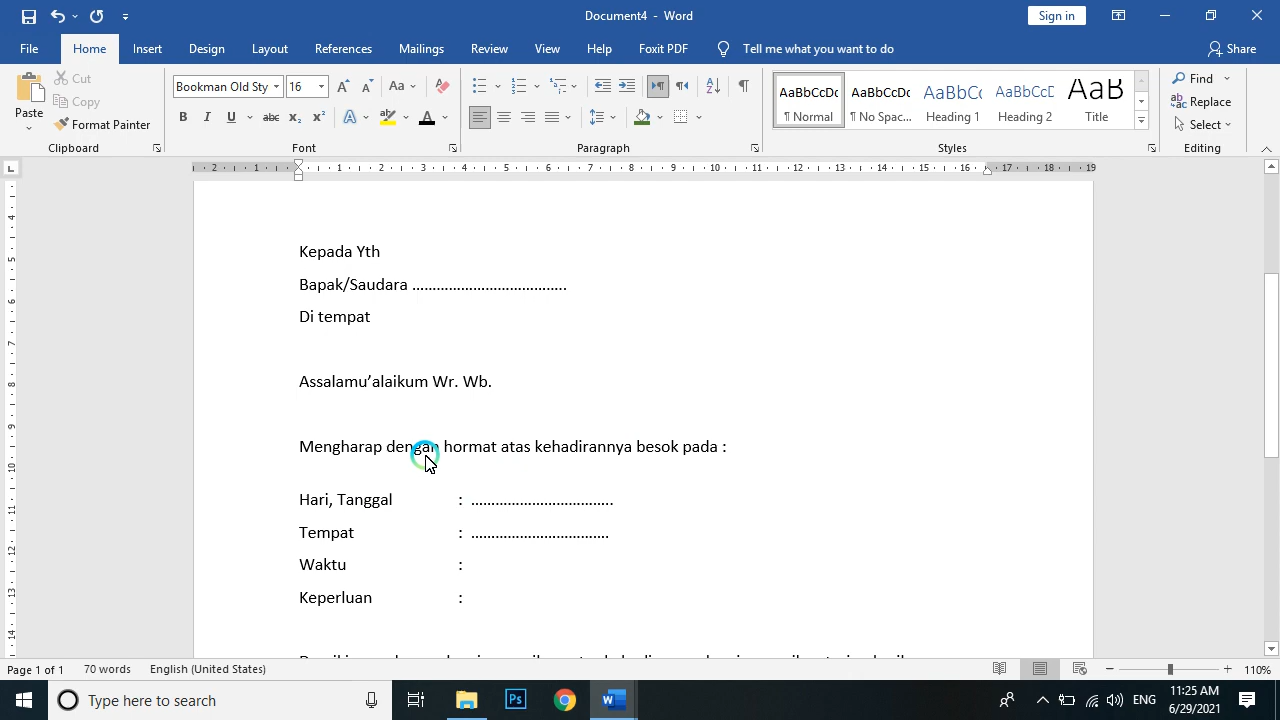 Document4 - Word
Sign in
File Home Insert Design Layout References Mailings Review View Help Foxit PDF Tell me what you want to do Share
Paste
Cut
Copy
Format Painter
Clipboard
Bookman Old Sty 16
Font
Paragraph
AaBbCcDc AaBbCcDc AaBbC AaBbCcD AaB
¶ Normal ¶ No Spac... Heading 1 Heading 2 Title
Styles
Find
Replace
Select
Editing
Kepada Yth
Bapak/Saudara ......................................
Di tempat
Assalamu’alaikum Wr. Wb.
Mengharap dengan hormat atas kehadirannya besok pada :
Hari, Tanggal : ...................................
Tempat : ..................................
Waktu :
Keperluan :
Page 1 of 1 70 words English (United States) 110%
Type here to search
ENG
11:25 AM
6/29/2021